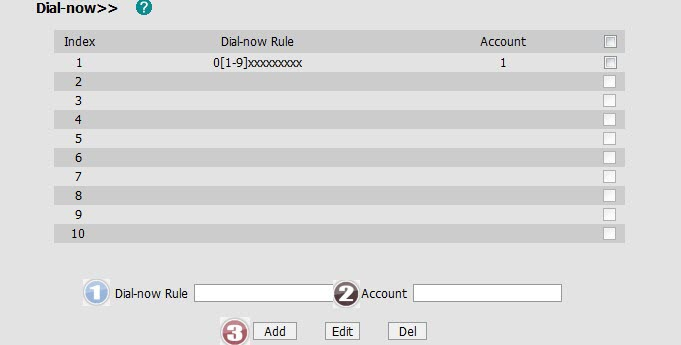 Dial-now>> ?
Index Dial-now Rule Account
1 0[1-9]xxxxxxxxx 1
2
3
4
5
6
7
8
9
10
1 Dial-now Rule 2 Account
3 Add Edit Del